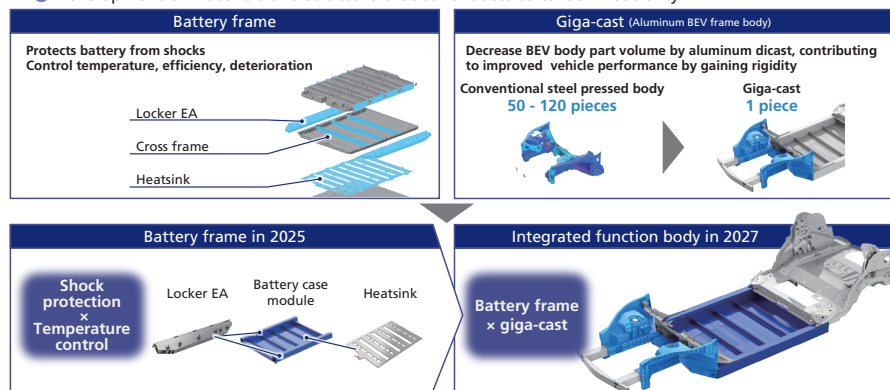 Battery frame
Protects battery from shocks
Control temperature, efficiency, deterioration
Locker EA
Cross frame
Heatsink
Giga-cast (Aluminum BEV frame body)
Decrease BEV body part volume by aluminum dicast, contributing
to improved vehicle performance by gaining rigidity
Conventional steel pressed body
50 - 120 pieces
Giga-cast
1 piece
Battery frame in 2025
Shock
protection
×
Temperature
control
Locker EA
Battery case
module
Heatsink
Integrated function body in 2027
Battery frame
× giga-cast